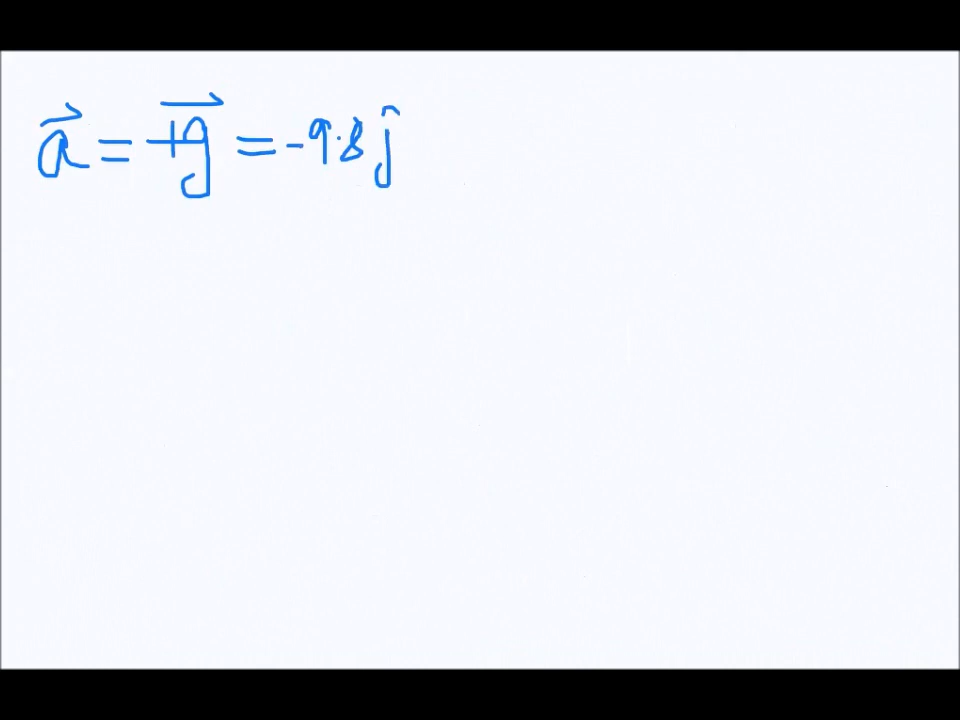 a⃗ = +g⃗ = -9.8 ĵ